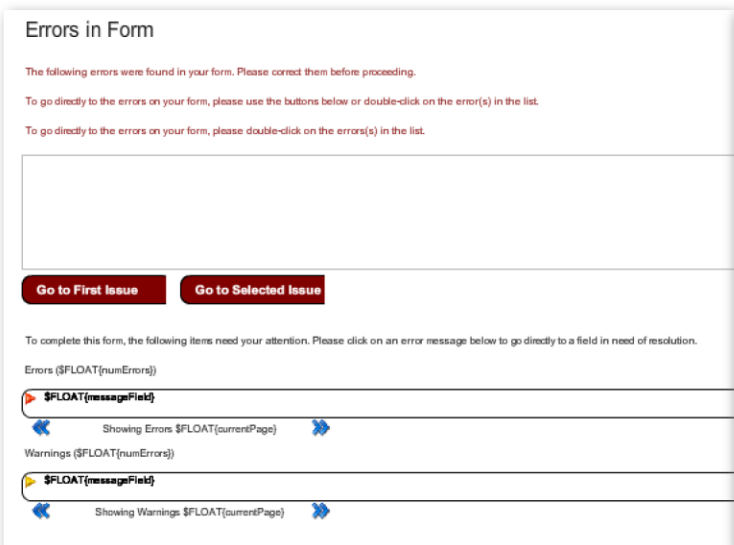 Errors in Form
The following errors were found in your form. Please correct them before proceeding.
To go directly to the errors on your form, please use the buttons below or double-click on the error(s) in the list.
To go directly to the errors on your form, please double-click on the errors(s) in the list.
Go to First Issue Go to Selected Issue
To complete this form, the following items need your attention. Please click on an error message below to go directly to a field in need of resolution.
Errors ($FLOAT{numErrors})
$FLOAT{messageField}
Showing Errors $FLOAT{currentPage}
Warnings ($FLOAT{numErrors})
$FLOAT{messageField}
Showing Warnings $FLOAT{currentPage}